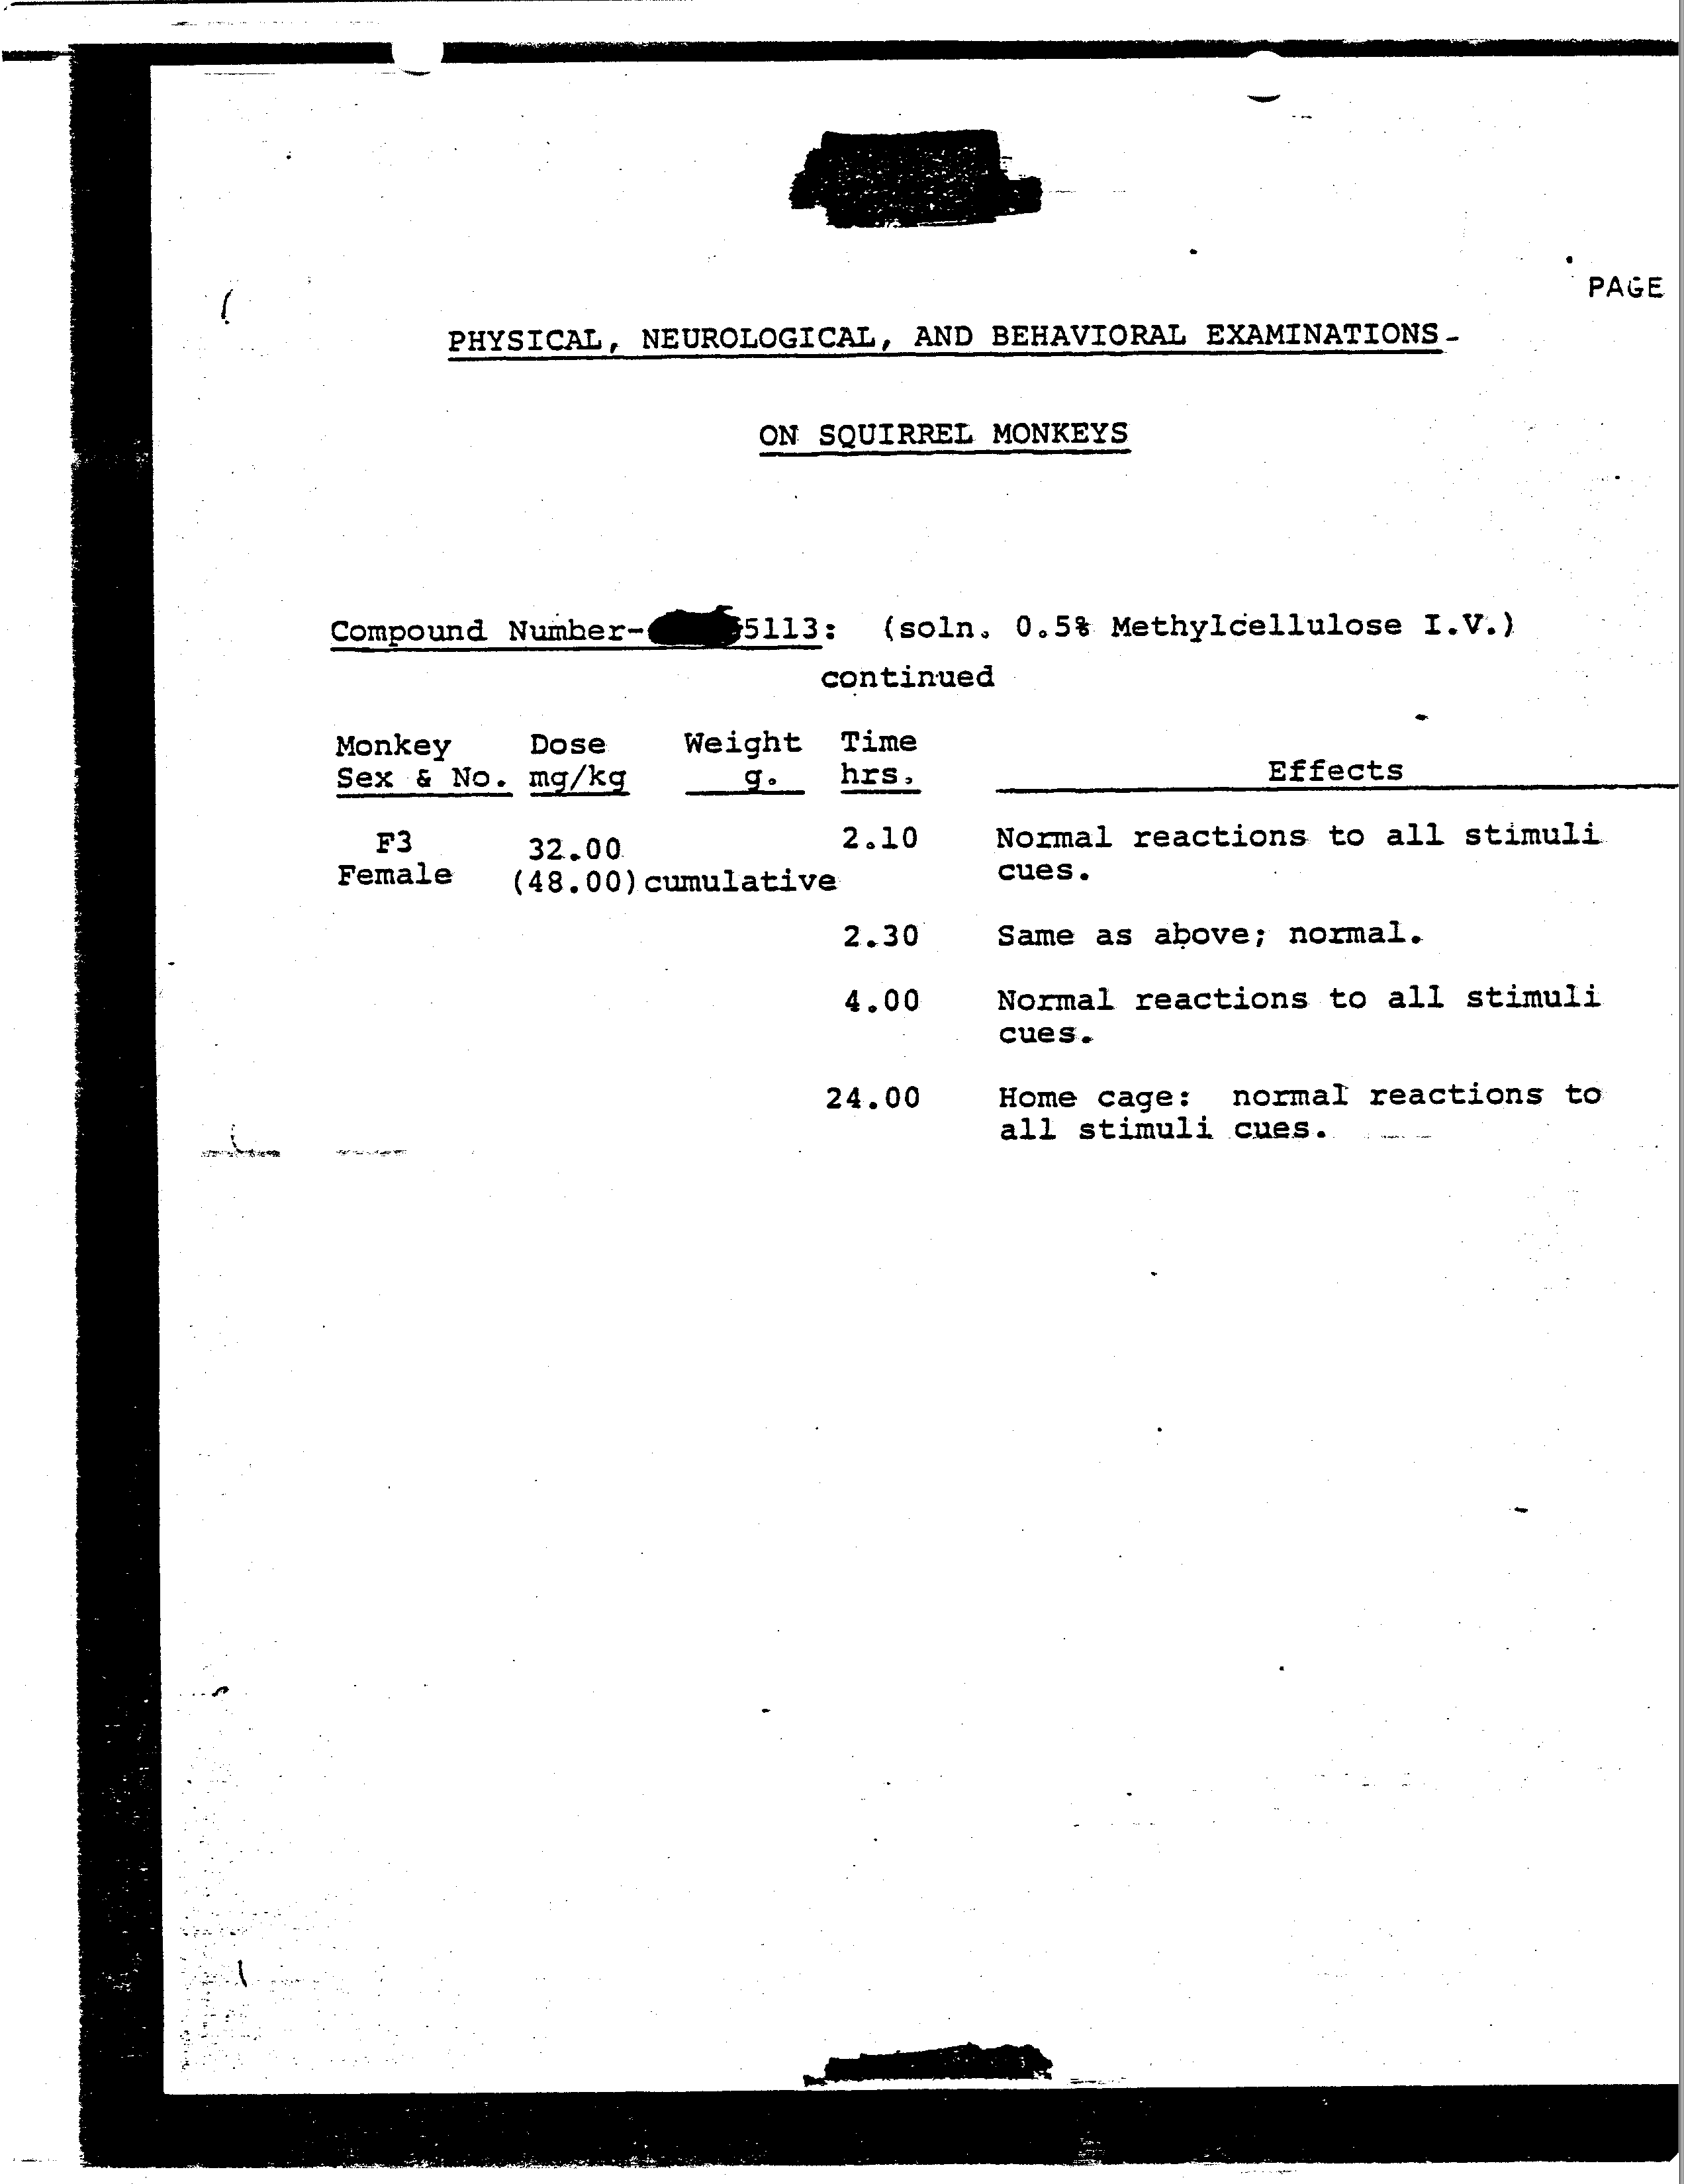 PAGE
PHYSICAL, NEUROLOGICAL, AND BEHAVIORAL EXAMINATIONS-
ON SQUIRREL MONKEYS
Compound Number- 5113: (soln. 0.5% Methylcellulose I.V.)
continued
Monkey Dose Weight Time
Sex & No. mg/kg g. hrs. Effects
F3 32.00 2.10 Normal reactions to all stimuli
Female (48.00) cumulative cues.
2.30 Same as above; normal.
4.00 Normal reactions to all stimuli
cues.
24.00 Home cage: normal reactions to
all stimuli cues.